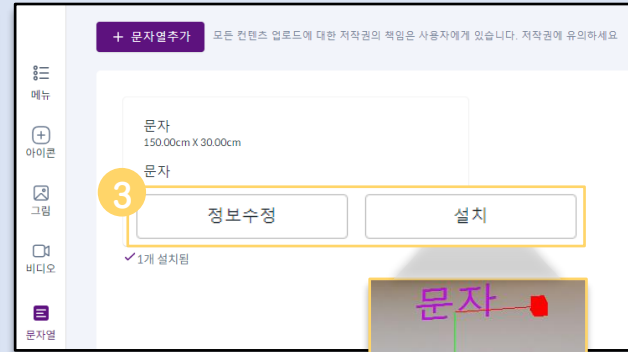 + 문자열추가
모든 컨텐츠 업로드에 대한 저작권의 책임은 사용자에게 있습니다. 저작권에 유의하세요
메뉴
아이콘
그림
비디오
문자열
문자
150.00cm X 30.00cm
문자
3
정보수정
설치
1개 설치됨
문자